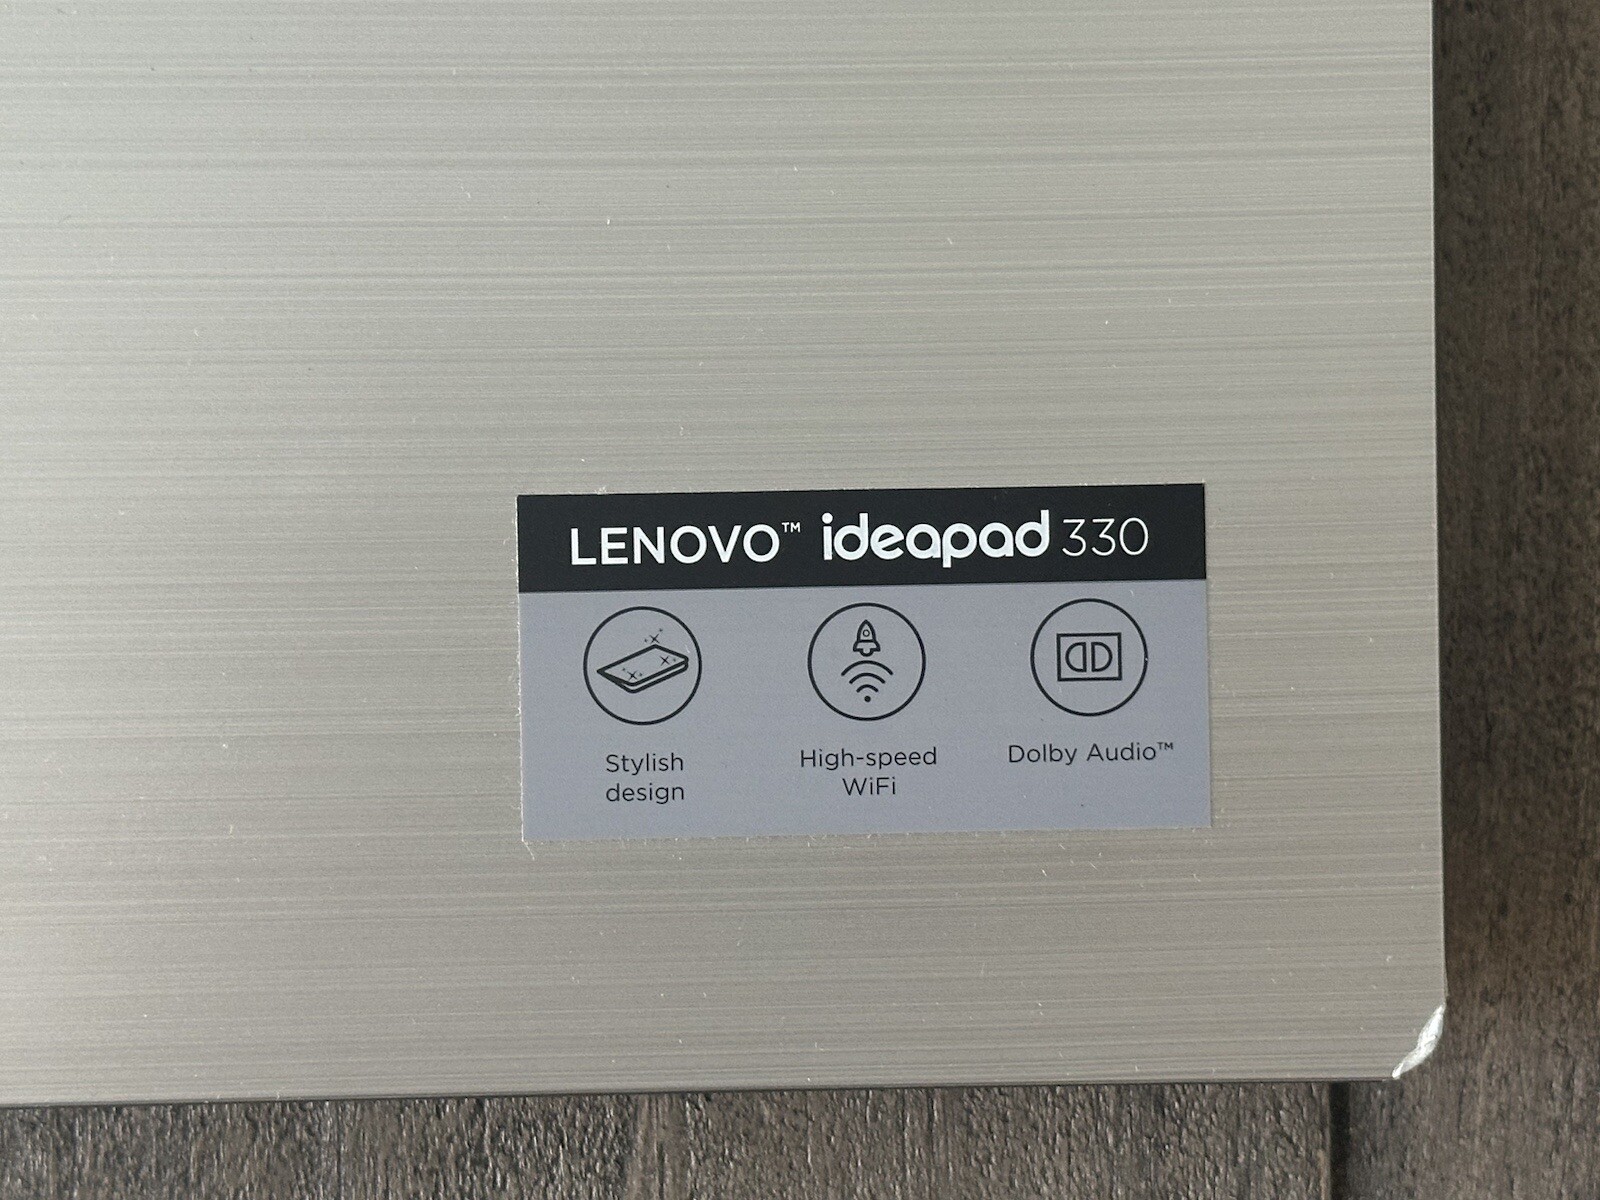 LENOVO™ ideapad 330
Stylish
design
High-speed
WiFi
Dolby Audio™